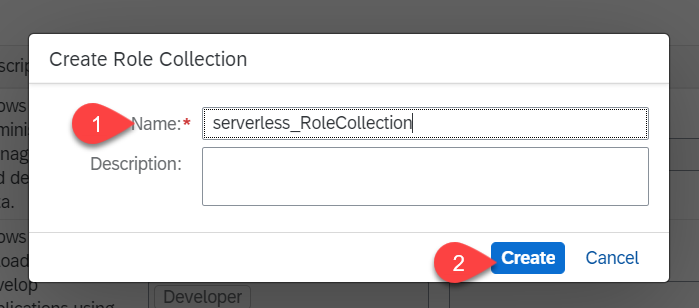 Create Role Collection
1
Name:*
serverless_RoleCollection
Description:
2
Create
Cancel
Developer